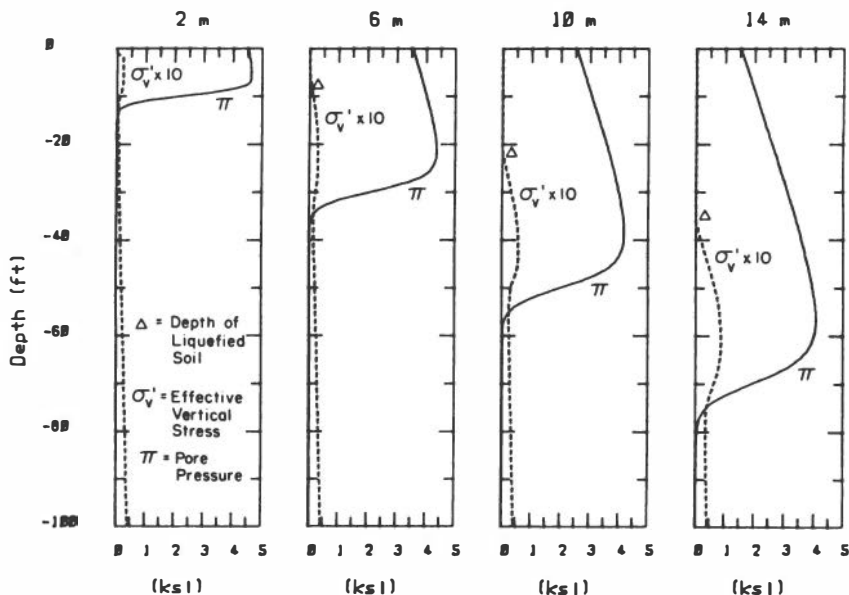 2 m
6 m
10 m
14 m
0
-20
-40
-60
-80
-100
Depth (ft)
σv' x 10
π
σv' x 10
π
σv' x 10
π
σv' x 10
π
Δ = Depth of
Liquefied
Soil
σv' = Effective
Vertical
Stress
π = Pore
Pressure
0 1 2 3 4 5
0 1 2 3 4 5
0 1 2 3 4 5
0 1 2 3 4 5
(ksi)
(ksi)
(ksi)
(ksi)